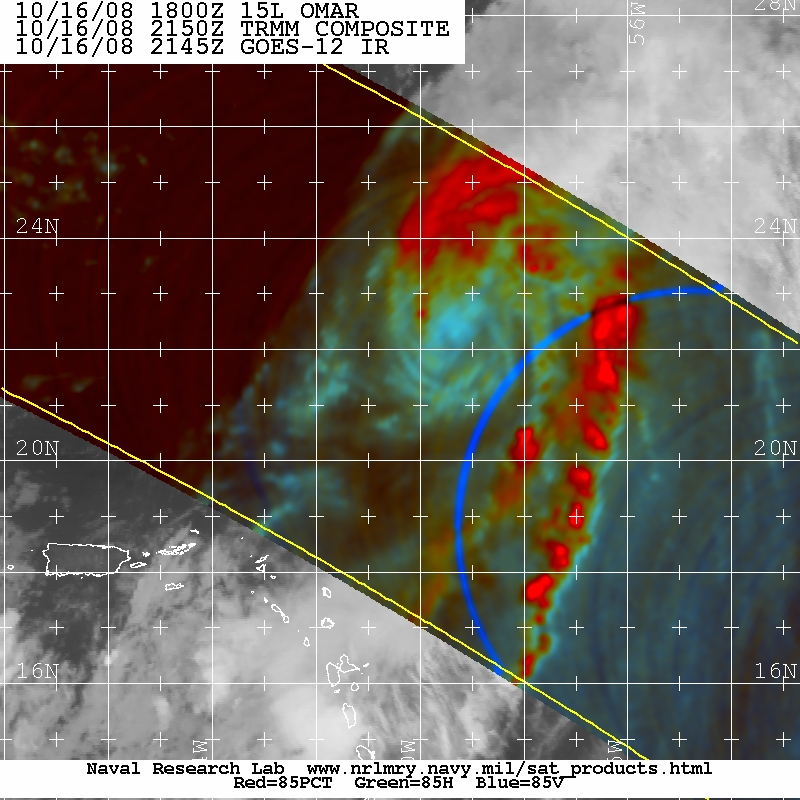 10/16/08 1800Z 15L OMAR
10/16/08 2150Z TRMM COMPOSITE
10/16/08 2145Z GOES-12 IR
28N
56W
24N 24N
20N 20N
16N 16N
Naval Research Lab www.nrlmry.navy.mil/sat_products.html
Red=85PCT Green=85H Blue=85V